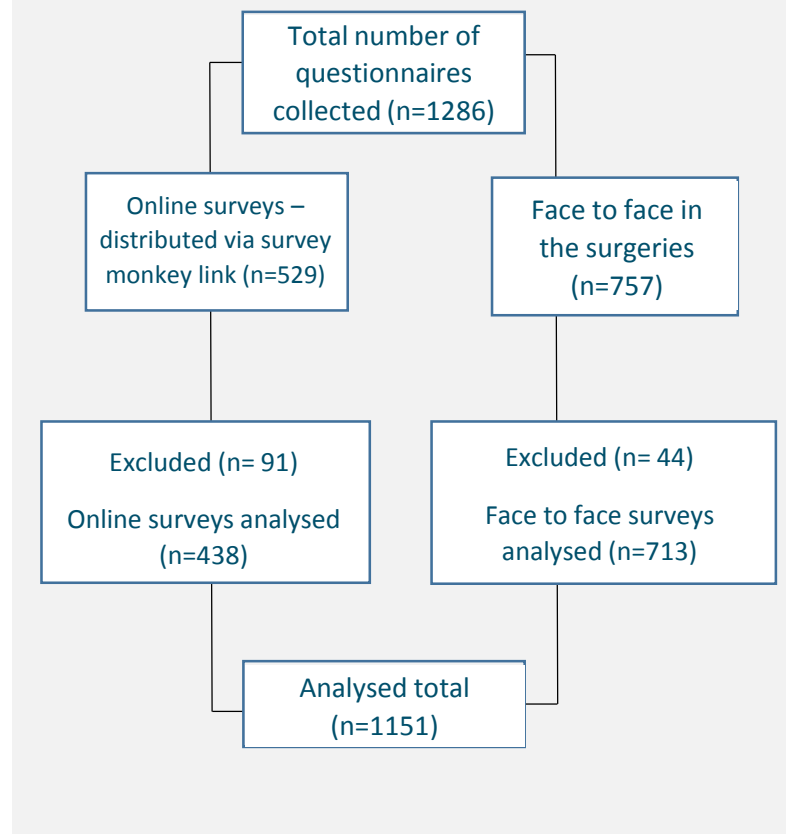 Total number of
questionnaires
collected (n=1286)
Online surveys –
distributed via survey
monkey link (n=529)
Face to face in
the surgeries
(n=757)
Excluded (n= 91)
Online surveys analysed
(n=438)
Excluded (n= 44)
Face to face surveys
analysed (n=713)
Analysed total
(n=1151)